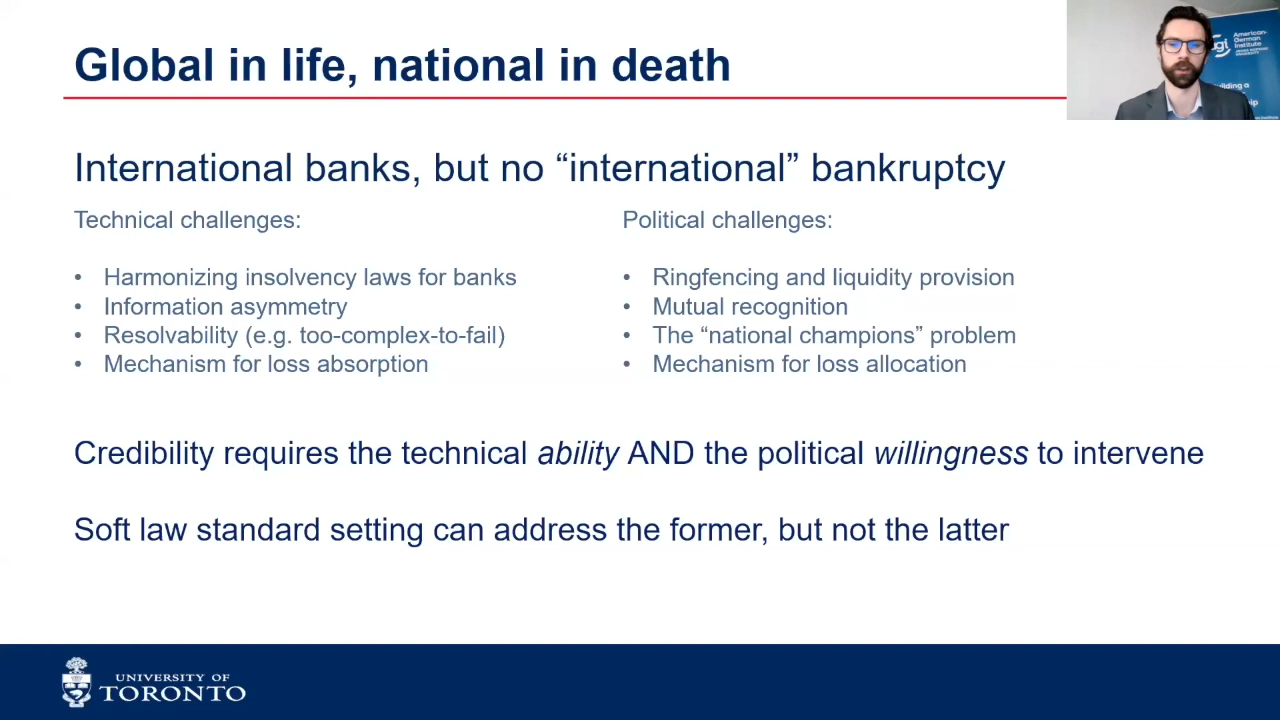 Global in life, national in death
International banks, but no “international” bankruptcy
Technical challenges:
• Harmonizing insolvency laws for banks
• Information asymmetry
• Resolvability (e.g. too-complex-to-fail)
• Mechanism for loss absorption
Political challenges:
• Ringfencing and liquidity provision
• Mutual recognition
• The “national champions” problem
• Mechanism for loss allocation
Credibility requires the technical ability AND the political willingness to intervene
Soft law standard setting can address the former, but not the latter
UNIVERSITY OF
TORONTO
American-
German
Institute